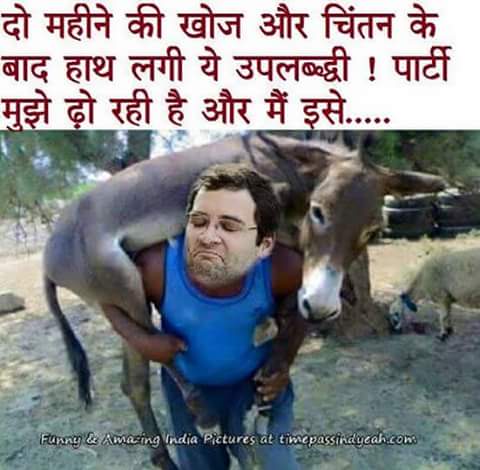 दो महीने की खोज और चिंतन के
बाद हाथ लगी ये उपलब्द्धी ! पार्टी
मुझे ढ़ो रही है और मैं इसे.....
Funny & Amazing India Pictures at timepassindyeah.com